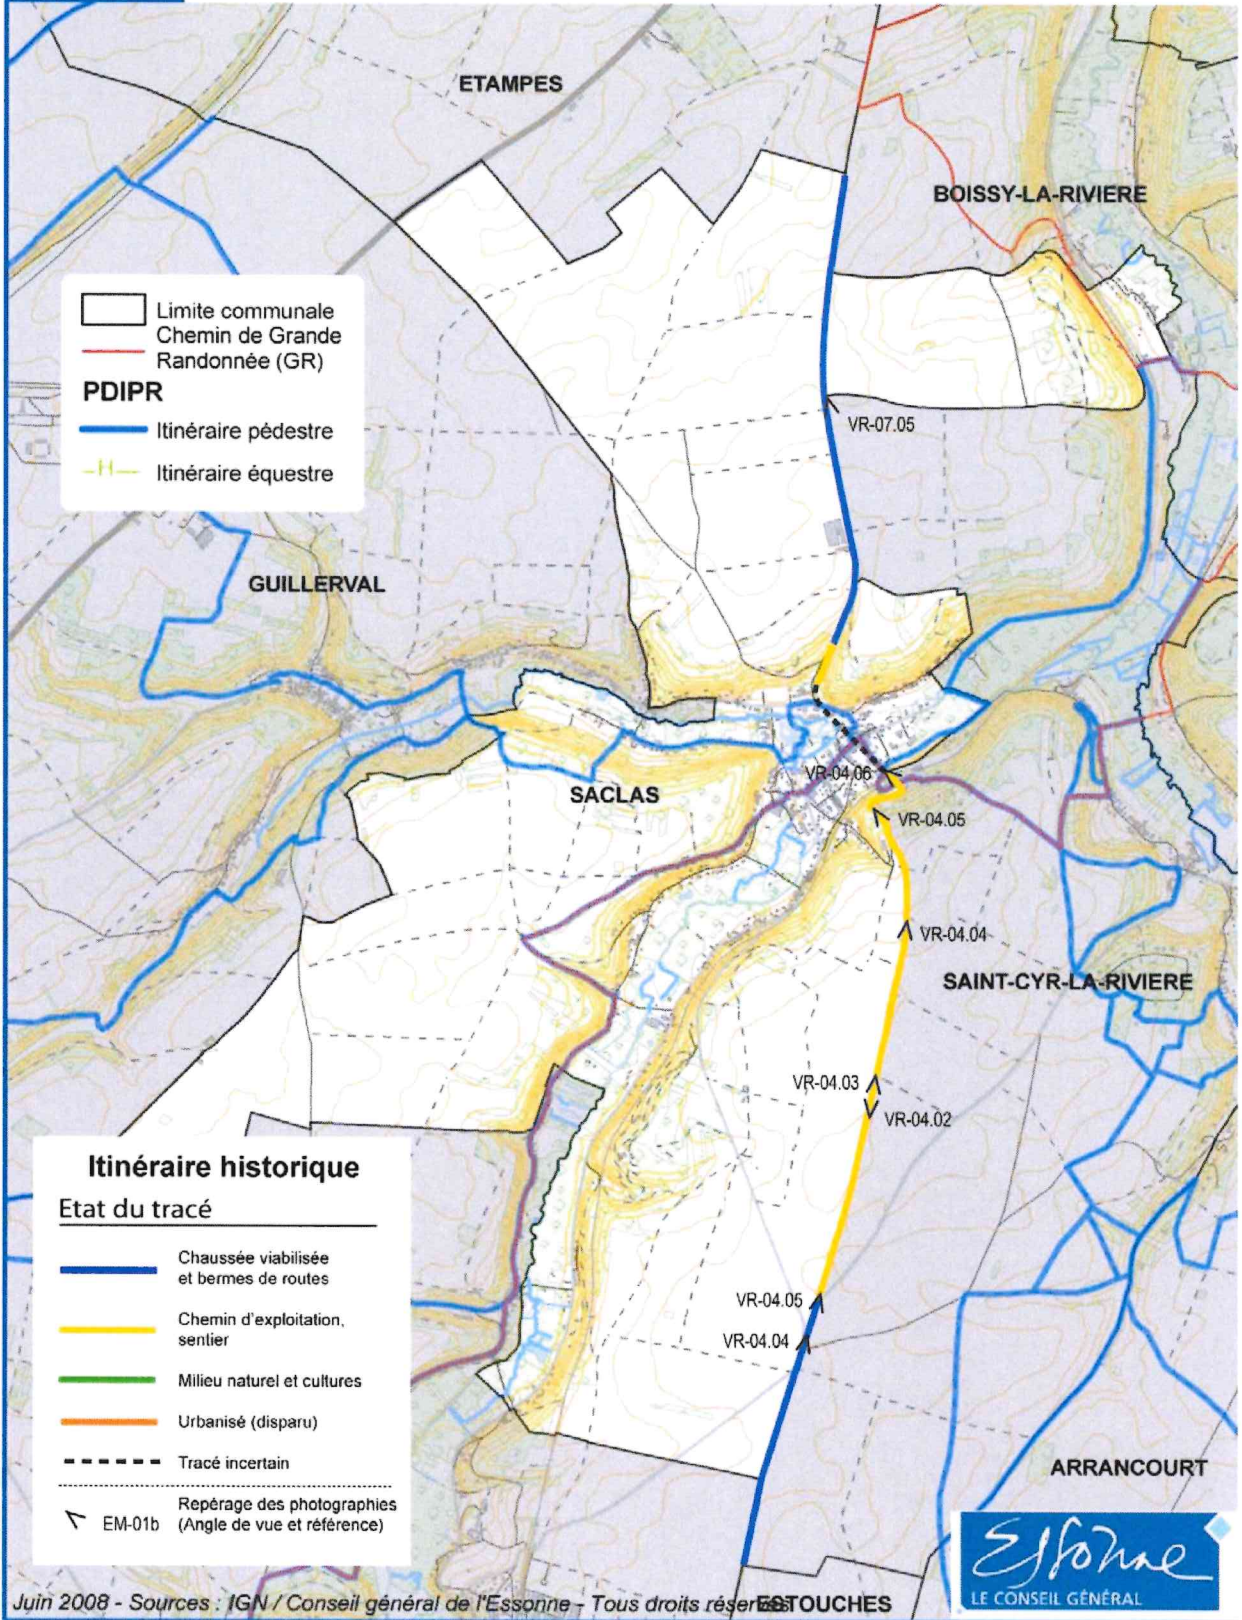 ETAMPES
BOISSY-LA-RIVIERE
Limite communale
Chemin de Grande
Randonnée (GR)
PDIPR
Itinéraire pédestre
H Itinéraire équestre
VR-07.05
GUILLERVAL
SACLAS
VR-04.06
VR-04.05
VR-04.04
SAINT-CYR-LA-RIVIERE
VR-04.03
VR-04.02
Itinéraire historique
Etat du tracé
Chaussée viabilisée
et bermes de routes
Chemin d'exploitation,
sentier
Milieu naturel et cultures
Urbanisé (disparu)
Tracé incertain
EM-01b Repérage des photographies
(Angle de vue et référence)
VR-04.05
VR-04.04
ARRANCOURT
Essonne
LE CONSEIL GÉNÉRAL
Juin 2008 - Sources : IGN / Conseil général de l'Essonne - Tous droits réservés
ESTOUCHES